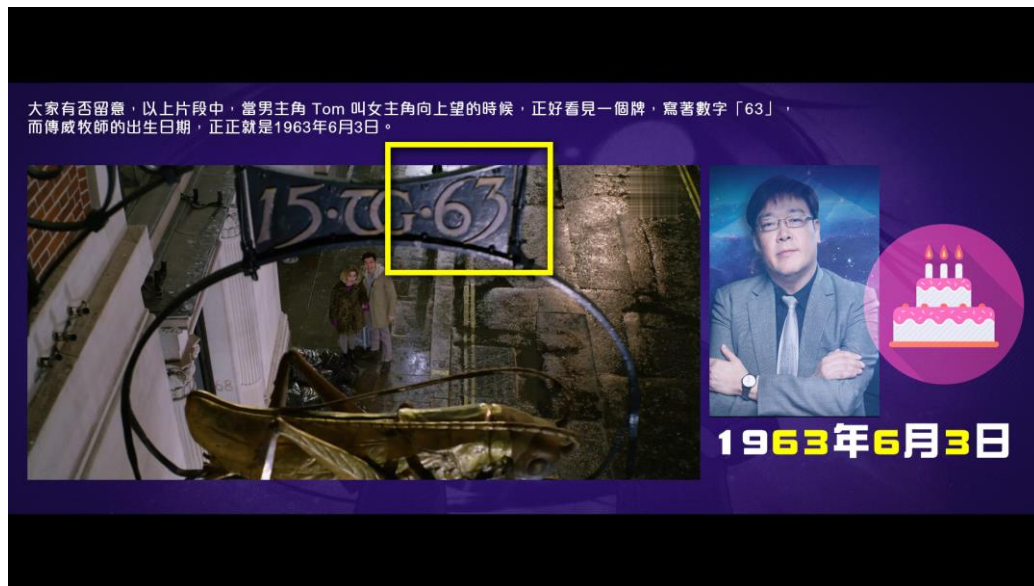 大家有否留意，以上片段中，當男主角 Tom 叫女主角向上望的時候，正好看見一個牌，寫著數字「63」，
而傳威牧師的出生日期，正正就是1963年6月3日。
15·TG·63
68
1963年6月3日